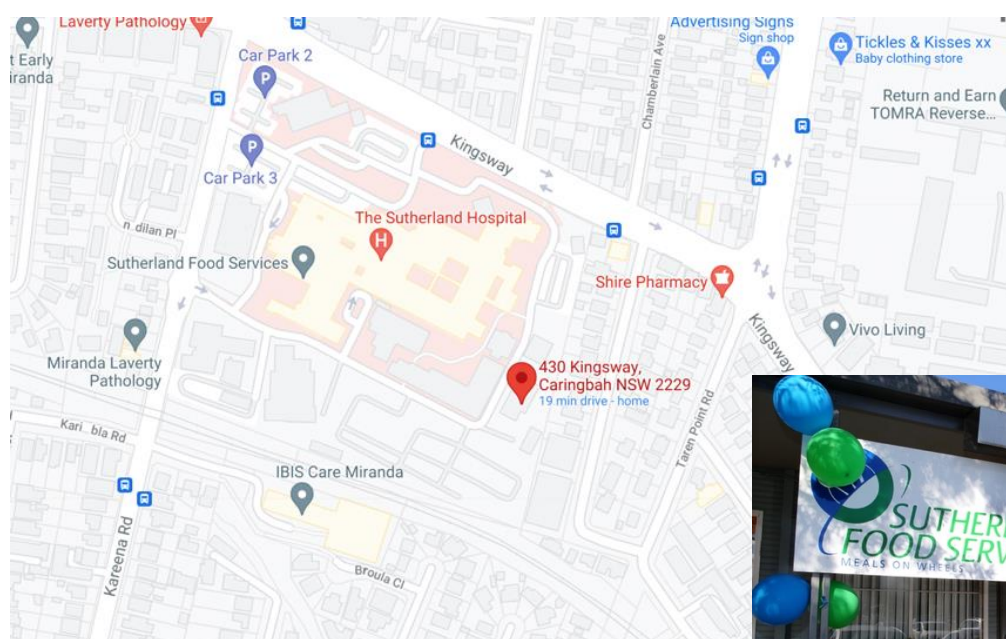 Laverty Pathology
Advertising Signs
Sign shop
Tickles & Kisses xx
Baby clothing store
t Early
iranda
Car Park 2
P
Chamberlain Ave
Return and Earn
TOMRA Reverse...
P
Car Park 3
Kingsway
The Sutherland Hospital
H
n dilan Pl
Sutherland Food Services
Shire Pharmacy
Kingsway
Vivo Living
Miranda Laverty
Pathology
430 Kingsway,
Caringbah NSW 2229
19 min drive - home
Taren Point Rd
Kari bla Rd
IBIS Care Miranda
Kareena Rd
Broula Cl
SUTHER
FOOD SERV
MEALS ON WHEELS